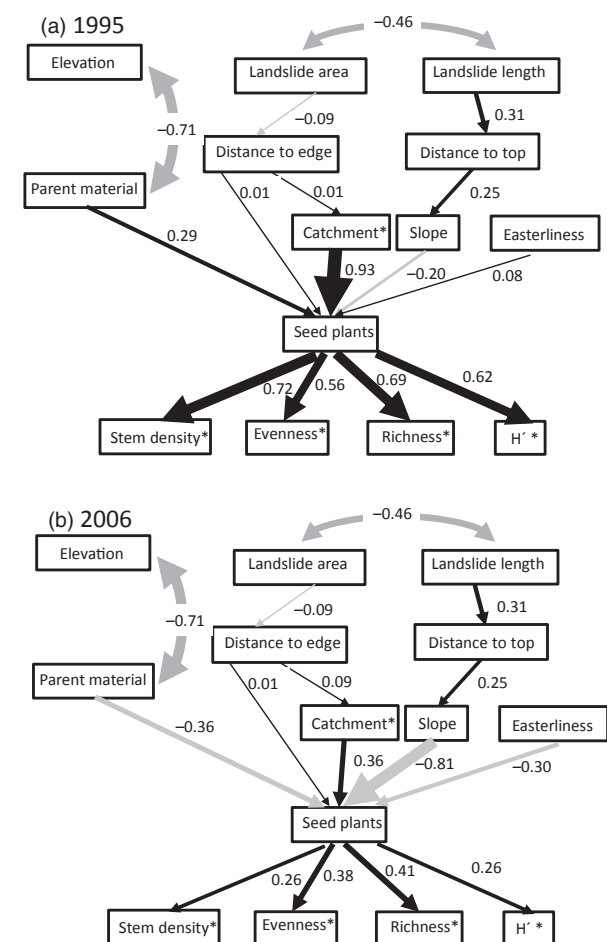 (a) 1995
−0.46
Elevation
Landslide area
Landslide length
−0.71
−0.09
0.31
Distance to edge
Distance to top
Parent material
0.01
0.01
0.25
Catchment*
Slope
Easterliness
0.29
0.93
−0.20
0.08
Seed plants
0.72
0.56
0.69
0.62
Stem density*
Evenness*
Richness*
H´ *
(b) 2006
−0.46
Elevation
Landslide area
Landslide length
−0.71
−0.09
0.31
Distance to edge
Distance to top
Parent material
0.01
0.09
0.25
Catchment*
Slope
Easterliness
−0.36
0.36
−0.81
−0.30
Seed plants
0.26
0.38
0.41
0.26
Stem density*
Evenness*
Richness*
H´ *